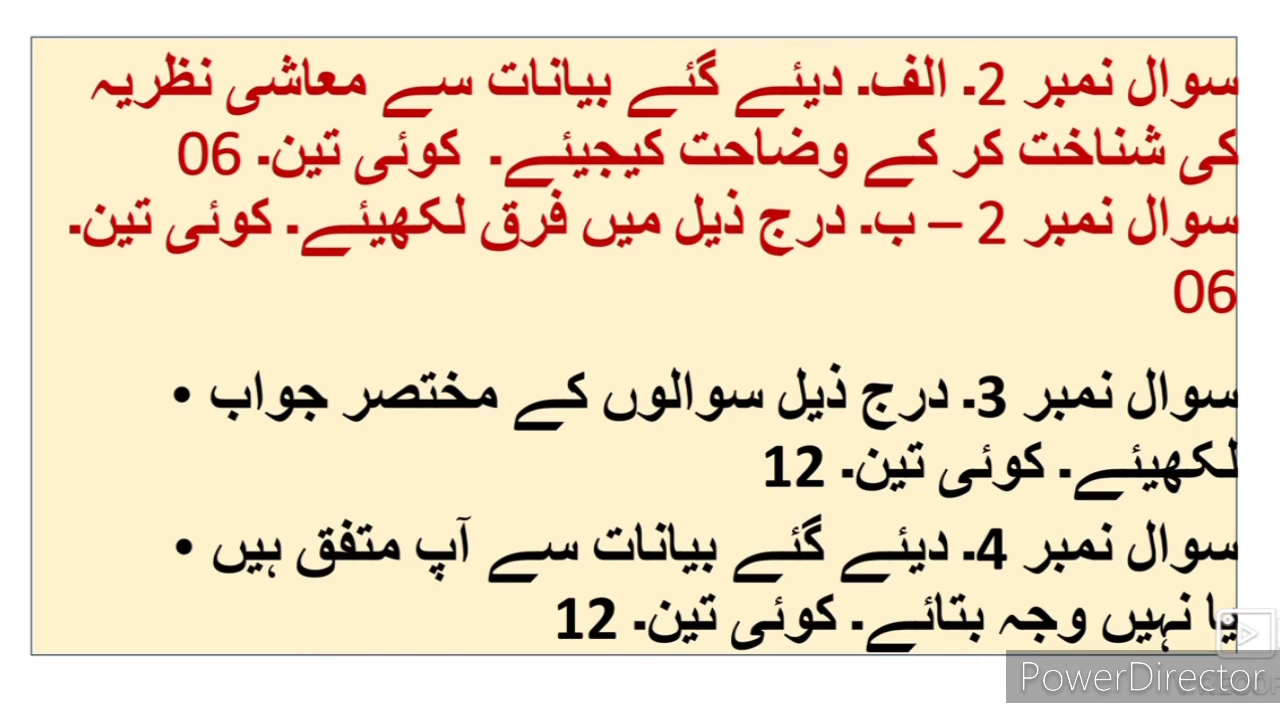 سوال نمبر 2۔ الف۔ دیئے گئے بیانات سے معاشی نظریہ
کی شناخت کر کے وضاحت کیجیئے۔ کوئی تین۔ 06
سوال نمبر 2 – ب۔ درج ذیل میں فرق لکھیئے۔ کوئی تین۔
06
سوال نمبر 3۔ درج ذیل سوالوں کے مختصر جواب •
لکھیئے۔ کوئی تین۔ 12
سوال نمبر 4۔ دیئے گئے بیانات سے آپ متفق ہیں •
یا نہیں وجہ بتائے۔ کوئی تین۔ 12
PowerDirector